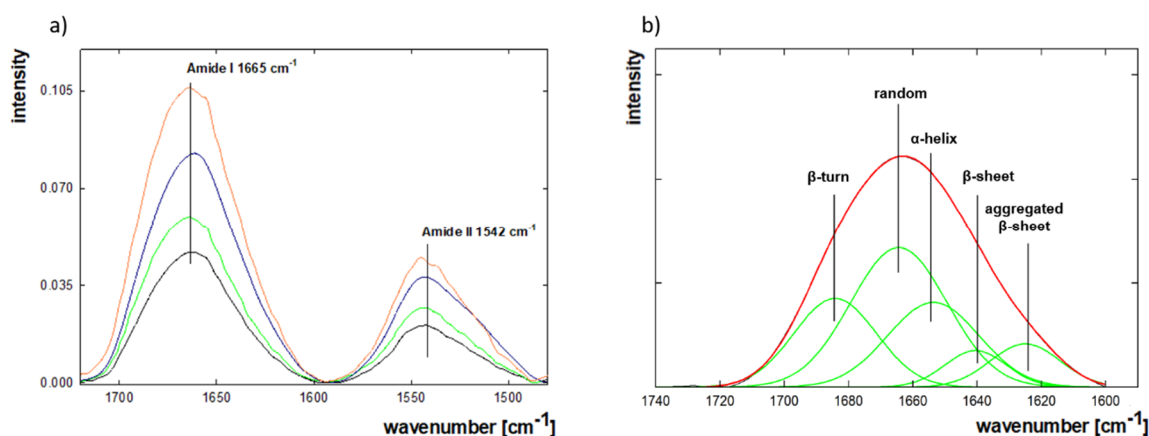 a)
intensity
Amide I 1665 cm⁻¹
0.105
0.070
Amide II 1542 cm⁻¹
0.035
0.000
1700
1650
1600
1550
1500
wavenumber [cm⁻¹]
b)
intensity
random
α-helix
β-turn
β-sheet
aggregated
β-sheet
1740
1720
1700
1680
1660
1640
1620
1600
wavenumber [cm⁻¹]